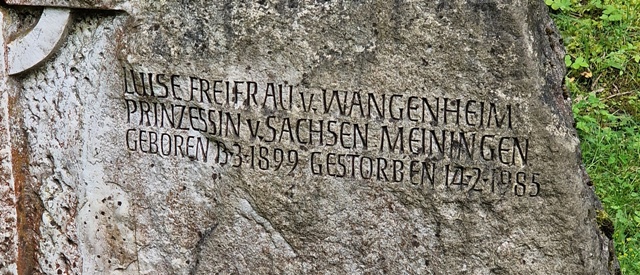 LUISE FREIFRAU v. WANGENHEIM
PRINZESSIN v. SACHSEN MEININGEN
GEBOREN 13·3·1899 GESTORBEN 14·2·1985